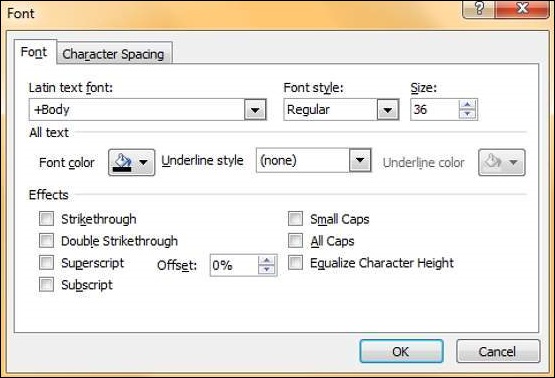 Font
? X
Font Character Spacing
Latin text font: Font style: Size:
+Body Regular 36
All text
Font color Underline style (none) Underline color
Effects
Strikethrough Small Caps
Double Strikethrough All Caps
Superscript Offset: 0% Equalize Character Height
Subscript
OK Cancel